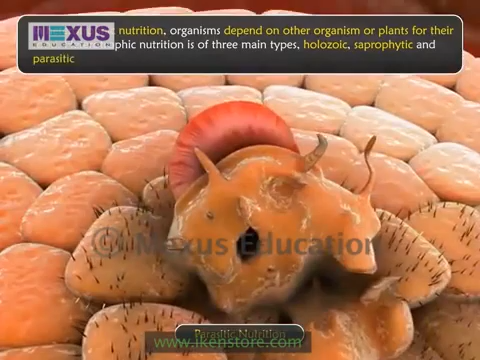 MEXUS
EDUCATION
nutrition, organisms depend on other organism or plants for their
phic nutrition is of three main types, holozoic, saprophytic and
parasitic
© Mexus Education
Parasitic Nutrition
www.ikenstore.com